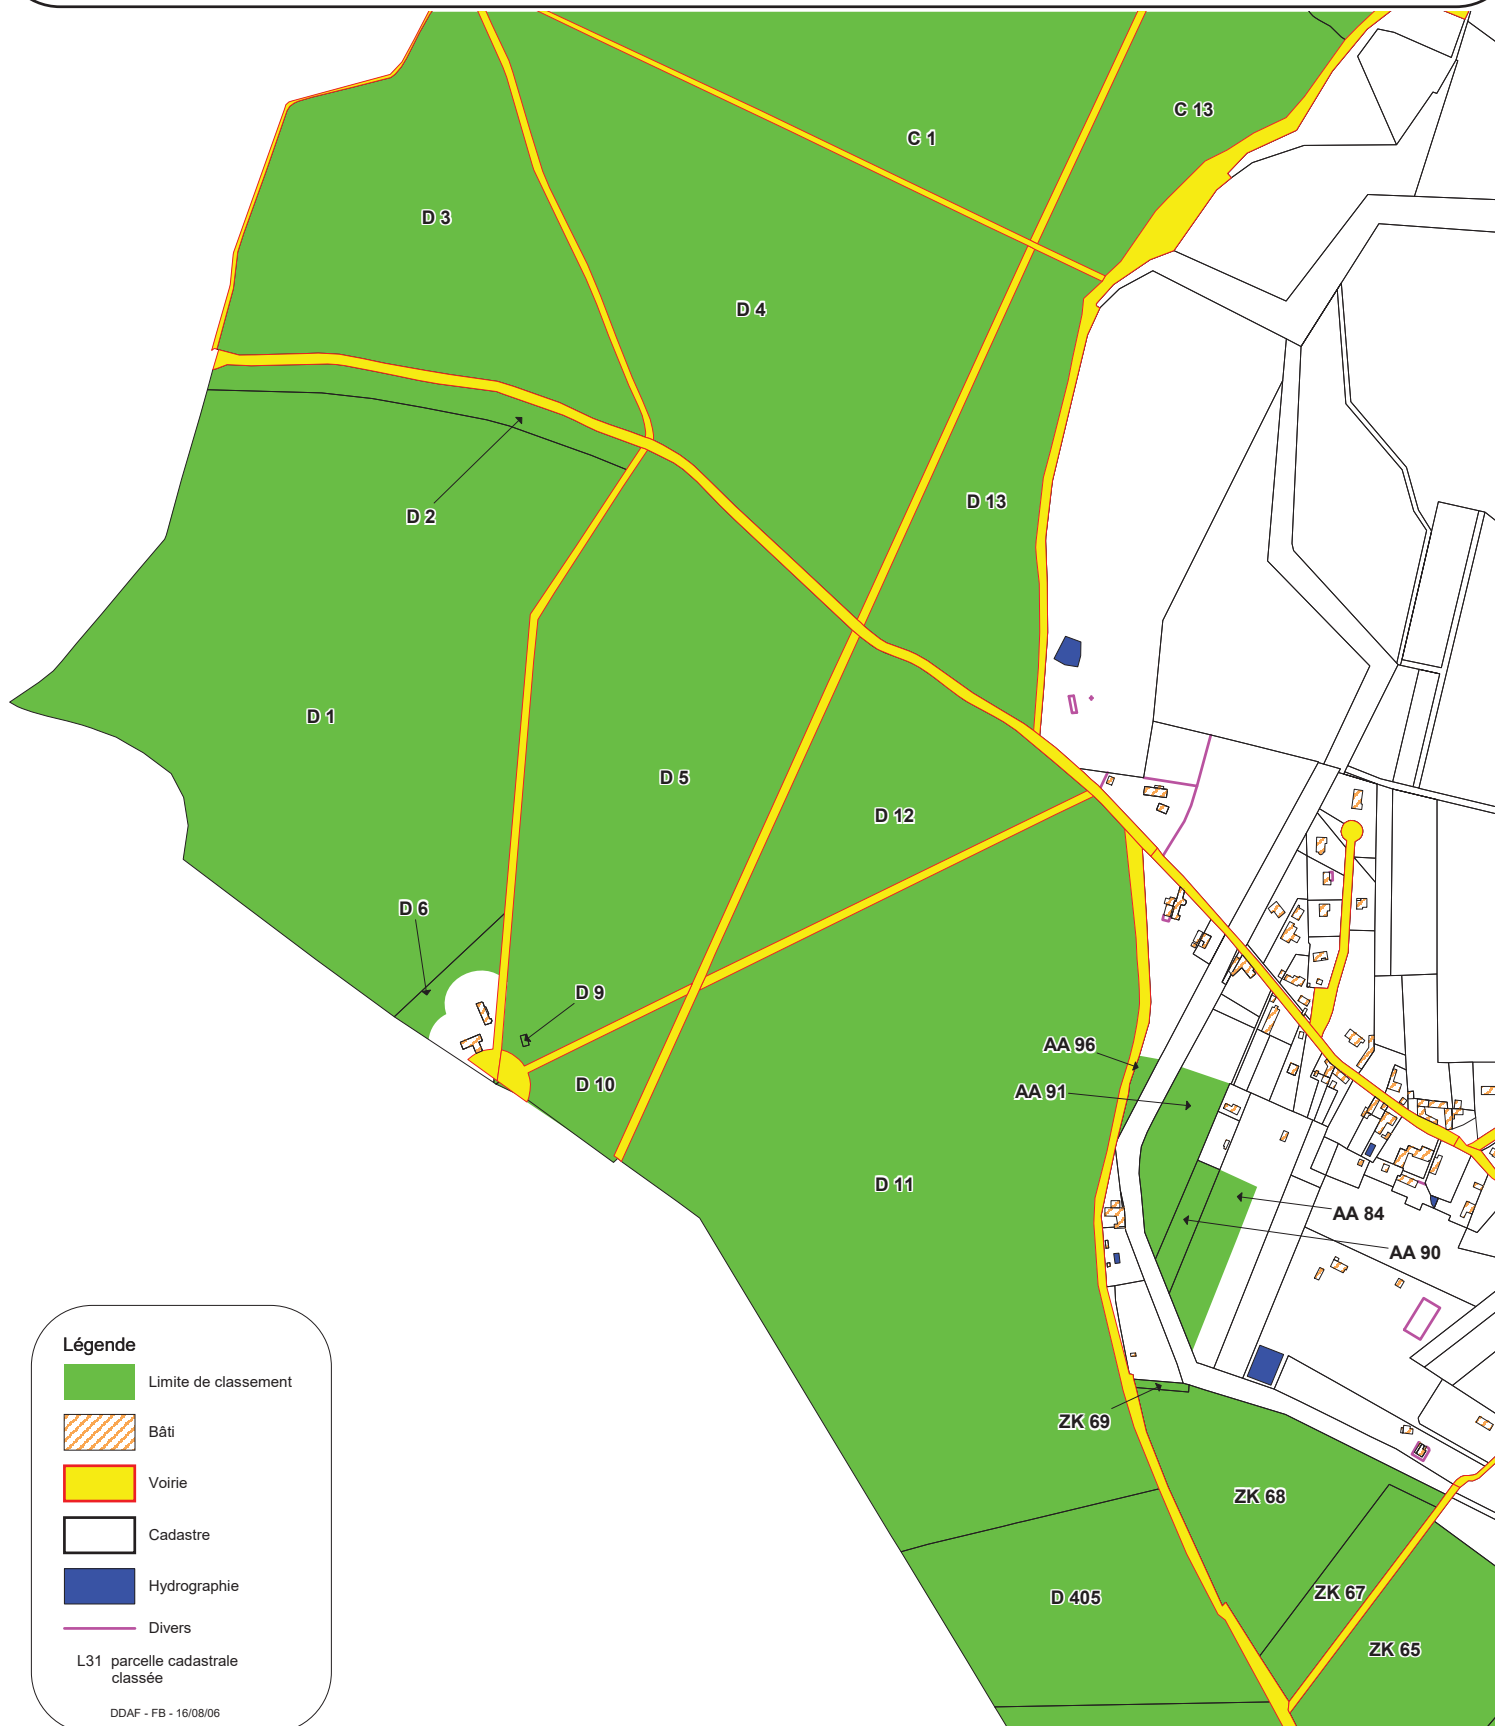 C 13
C 1
D 3
D 4
D 13
D 2
D 1
D 5
D 12
D 6
D 9
AA 96
D 10
AA 91
D 11
AA 84
AA 90
ZK 69
ZK 68
D 405
ZK 67
ZK 65
Légende
Limite de classement
Bâti
Voirie
Cadastre
Hydrographie
Divers
L31 parcelle cadastrale
classée
DDAF - FB - 16/08/06